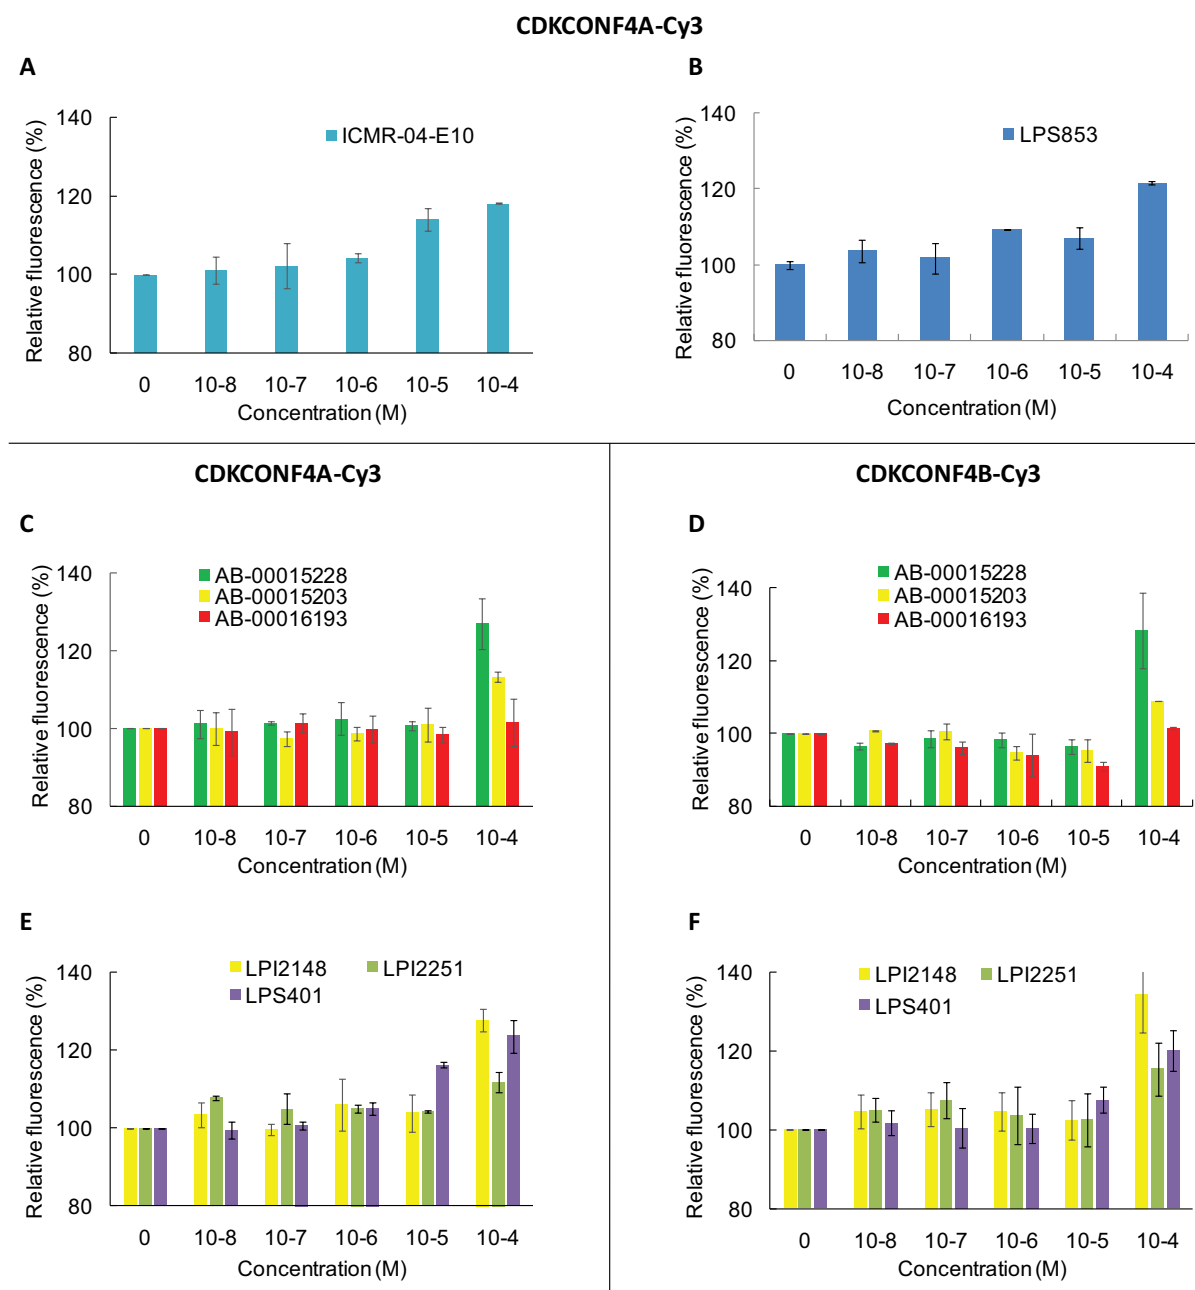 CDKCONF4A-Cy3
A
Relative fluorescence (%)
140
120
100
80
ICMR-04-E10
0 10-8 10-7 10-6 10-5 10-4
Concentration (M)
B
Relative fluorescence (%)
140
120
100
80
LPS853
0 10-8 10-7 10-6 10-5 10-4
Concentration (M)
CDKCONF4A-Cy3
CDKCONF4B-Cy3
C
Relative fluorescence (%)
140
120
100
80
AB-00015228
AB-00015203
AB-00016193
0 10-8 10-7 10-6 10-5 10-4
Concentration (M)
D
Relative fluorescence (%)
140
120
100
80
AB-00015228
AB-00015203
AB-00016193
0 10-8 10-7 10-6 10-5 10-4
Concentration (M)
E
Relative fluorescence (%)
140
120
100
80
LPI2148 LPI2251
LPS401
0 10-8 10-7 10-6 10-5 10-4
Concentration (M)
F
Relative fluorescence (%)
140
120
100
80
LPI2148 LPI2251
LPS401
0 10-8 10-7 10-6 10-5 10-4
Concentration (M)